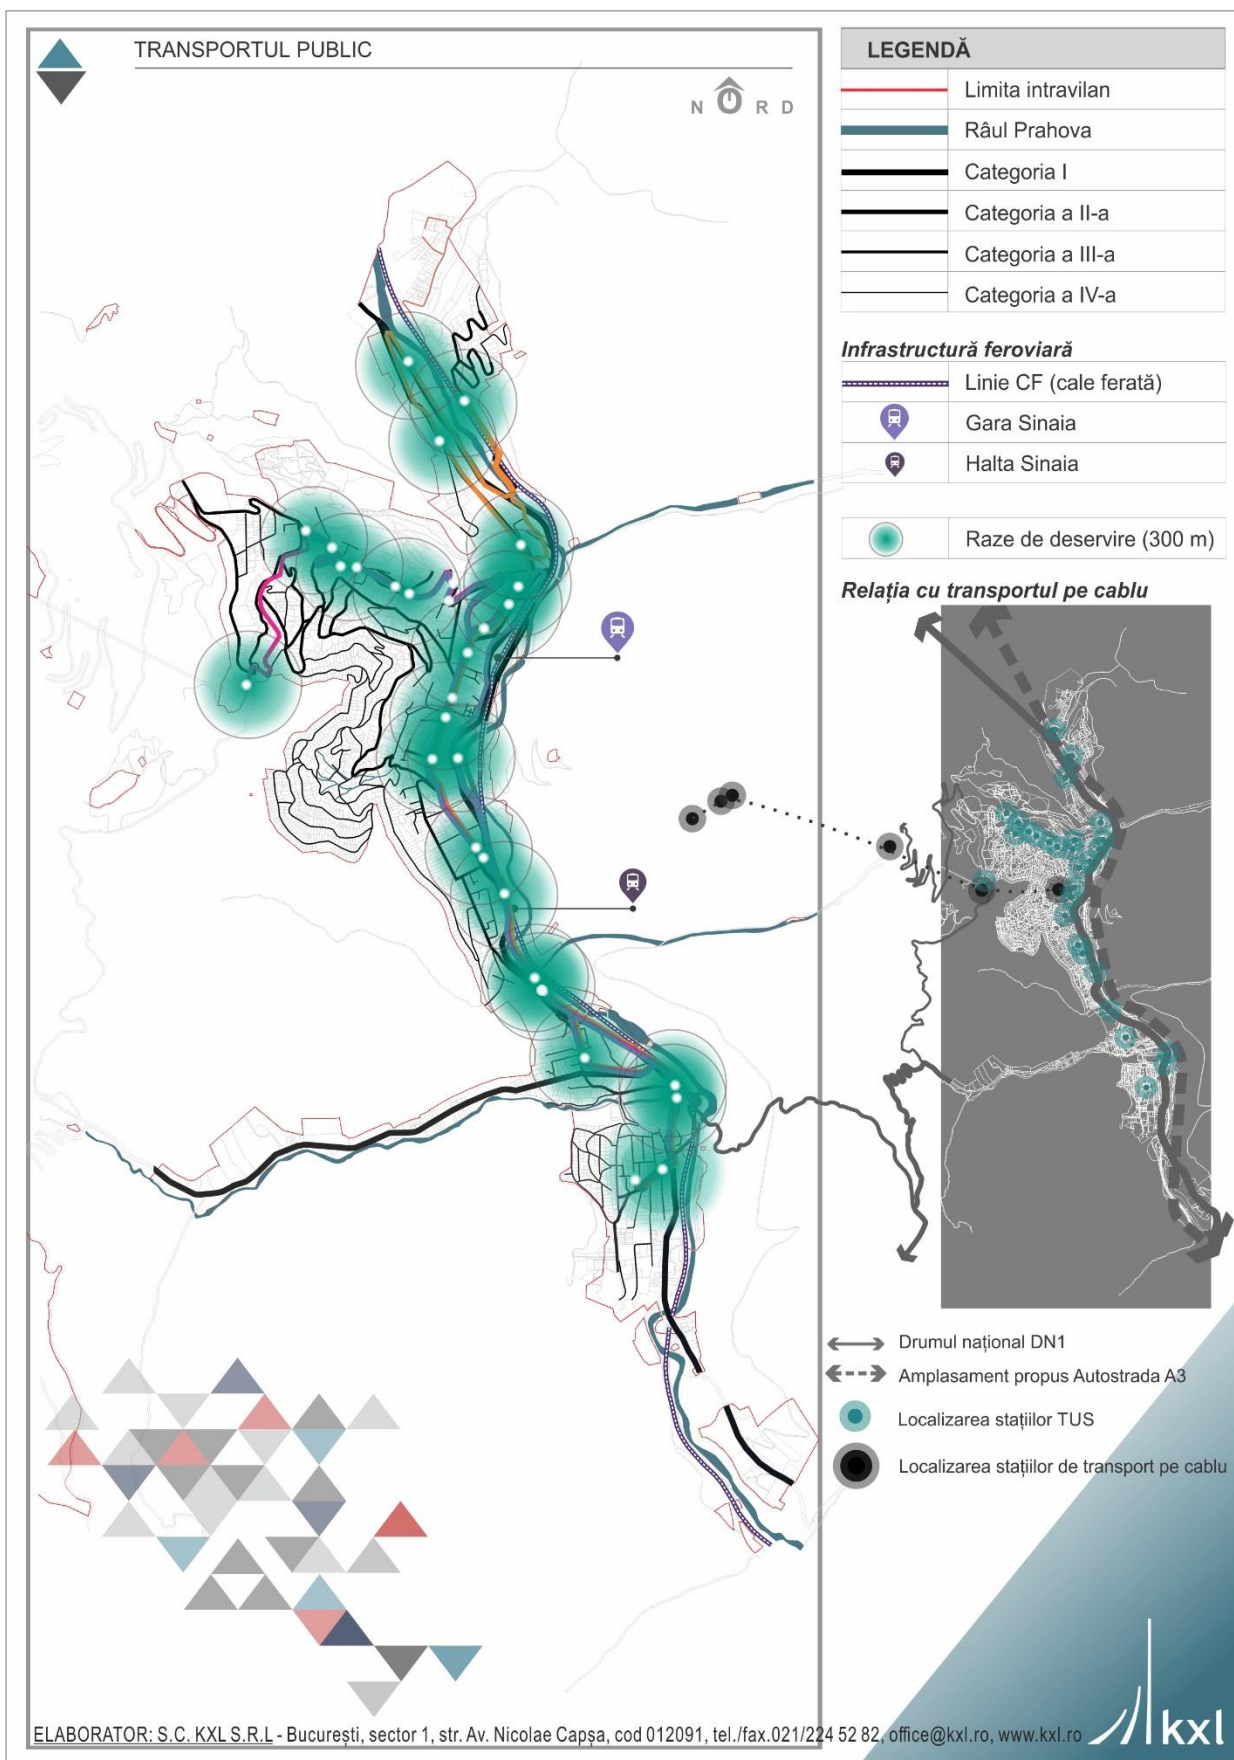 TRANSPORTUL PUBLIC
NORD
LEGENDĂ
Limita intravilan
Râul Prahova
Categoria I
Categoria a II-a
Categoria a III-a
Categoria a IV-a
Infrastructură feroviară
Linie CF (cale ferată)
Gara Sinaia
Halta Sinaia
Raze de deservire (300 m)
Relația cu transportul pe cablu
Drumul național DN1
Amplasament propus Autostrada A3
Localizarea stațiilor TUS
Localizarea stațiilor de transport pe cablu
ELABORATOR: S.C. KXL S.R.L - București, sector 1, str. Av. Nicolae Capșa, cod 012091, tel./fax.021/224 52 82, office@kxl.ro, www.kxl.ro
kxl